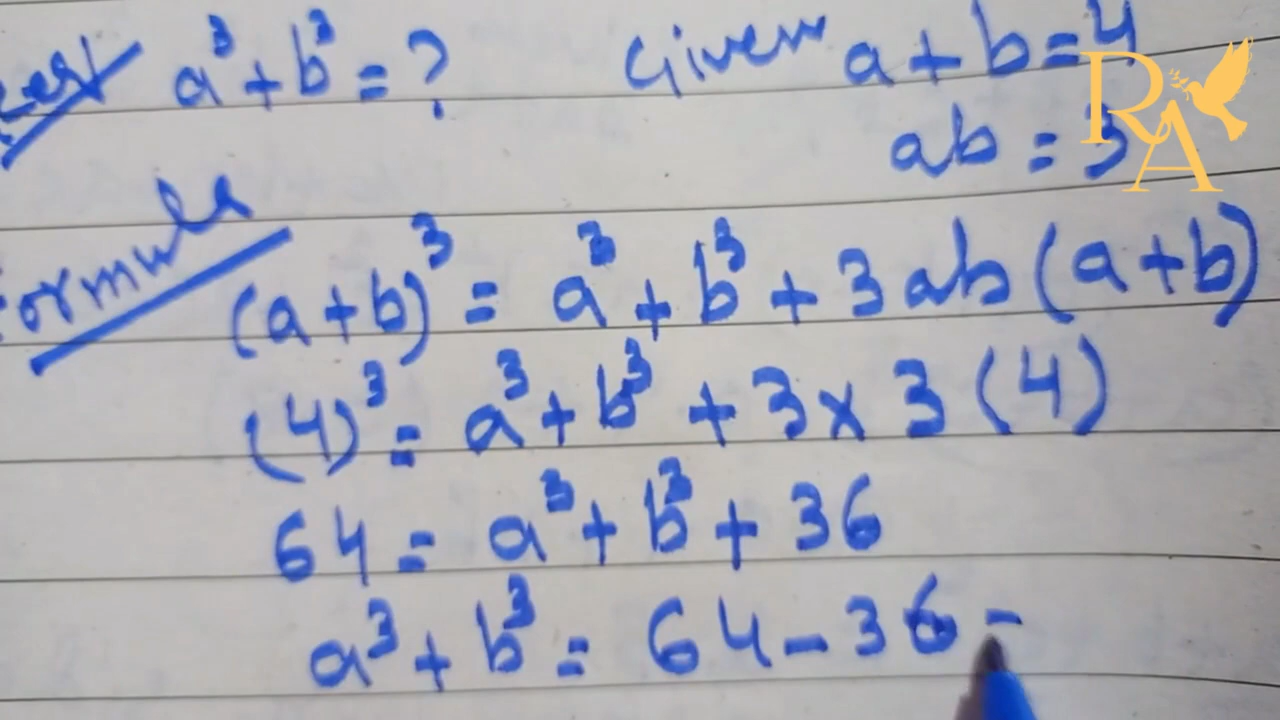 a³ + b³ = ? Given a + b = 4
ab = 3
RA
(a + b)³ = a³ + b³ + 3ab(a + b)
(4)³ = a³ + b³ + 3 × 3 (4)
64 = a³ + b³ + 36
a³ + b³ = 64 - 36 -